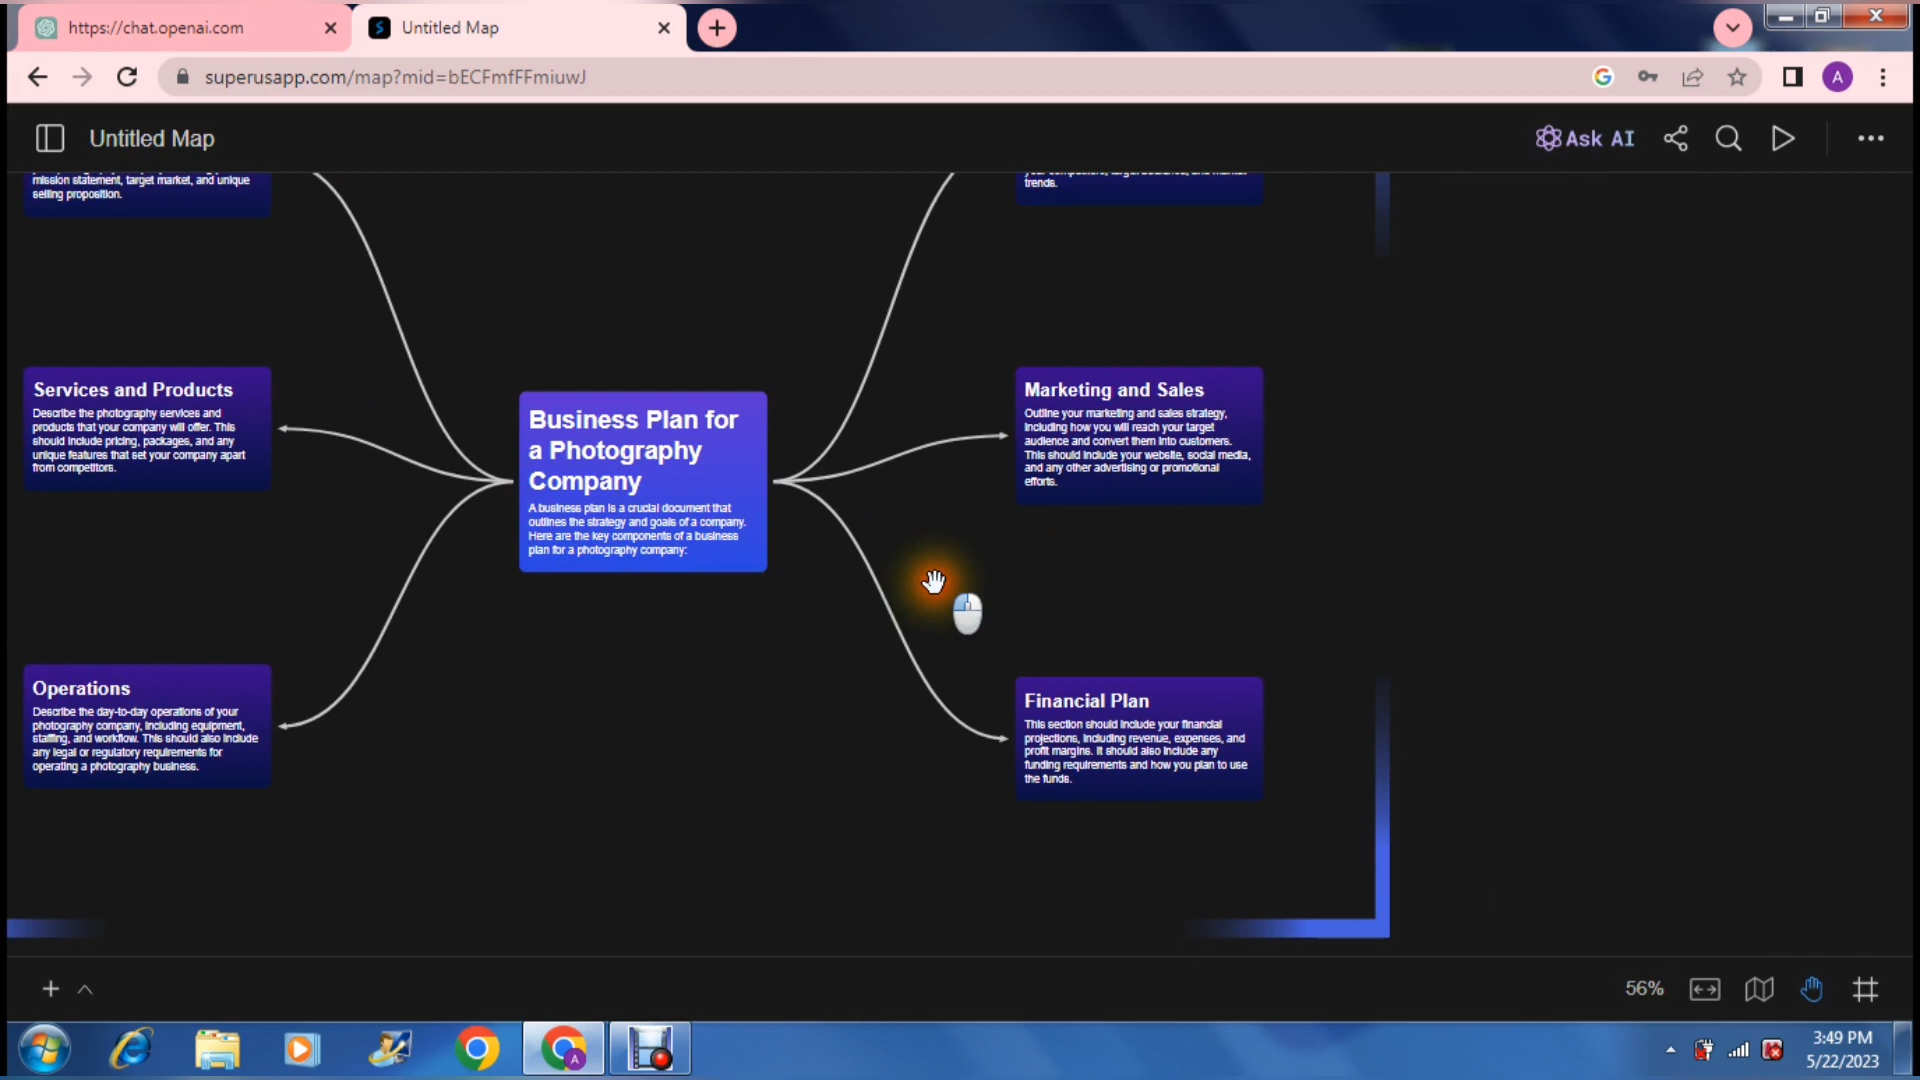 https://chat.openai.com
Untitled Map
superusapp.com/map?mid=bECFmfFFmiuwJ
A
Untitled Map
Ask AI
mission statement, target market, and unique
selling proposition.
trends.
Services and Products
Describe the photography services and
products that your company will offer. This
should include pricing, packages, and any
unique features that set your company apart
from competitors.
Business Plan for
a Photography
Company
A business plan is a crucial document that
outlines the strategy and goals of a company.
Here are the key components of a business
plan for a photography company:
Marketing and Sales
Outline your marketing and sales strategy,
including how you will reach your target
audience and convert them into customers.
This should include your website, social media,
and any other advertising or promotional
efforts.
Operations
Describe the day-to-day operations of your
photography company, including equipment,
staffing, and workflow. This should also include
any legal or regulatory requirements for
operating a photography business.
Financial Plan
This section should include your financial
projections, including revenue, expenses, and
profit margins. It should also include any
funding requirements and how you plan to use
the funds.
56%
A
3:49 PM
5/22/2023